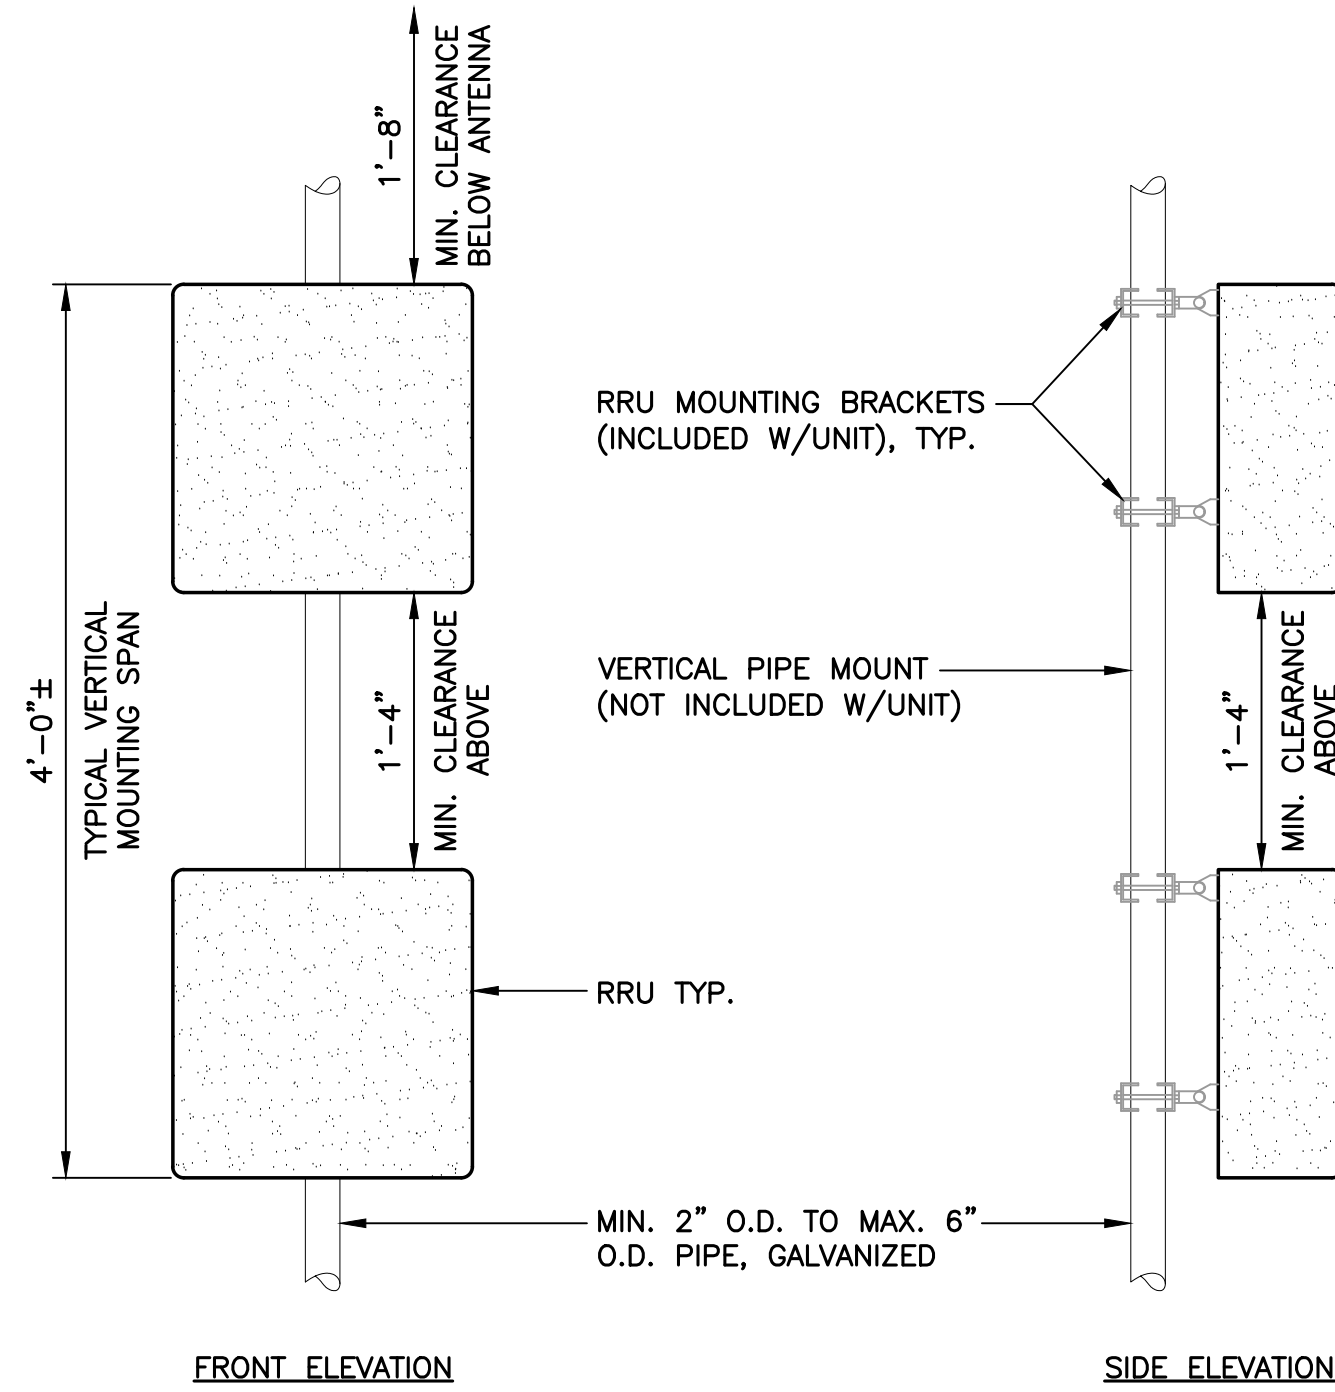 1'-8"
MIN. CLEARANCE
BELOW ANTENNA
4'-0"±
TYPICAL VERTICAL
MOUNTING SPAN
1'-4"
MIN. CLEARANCE
ABOVE
RRU MOUNTING BRACKETS
(INCLUDED W/UNIT), TYP.
VERTICAL PIPE MOUNT
(NOT INCLUDED W/UNIT)
1'-4"
MIN. CLEARANCE
ABOVE
RRU TYP.
MIN. 2" O.D. TO MAX. 6"
O.D. PIPE, GALVANIZED
FRONT ELEVATION
SIDE ELEVATION